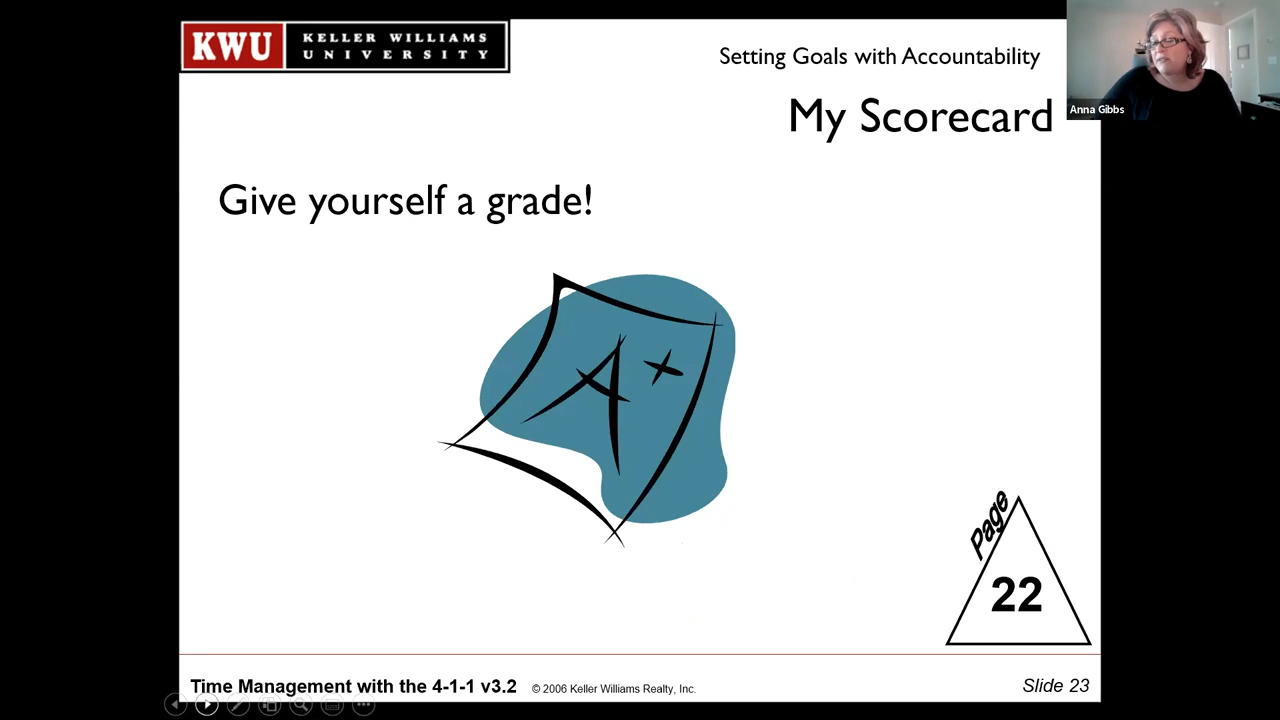 KWU
KELLER WILLIAMS
UNIVERSITY
Setting Goals with Accountability
My Scorecard
Anna Gibbs
Give yourself a grade!
A+
Page
22
Time Management with the 4-1-1 v3.2
© 2006 Keller Williams Realty, Inc.
Slide 23